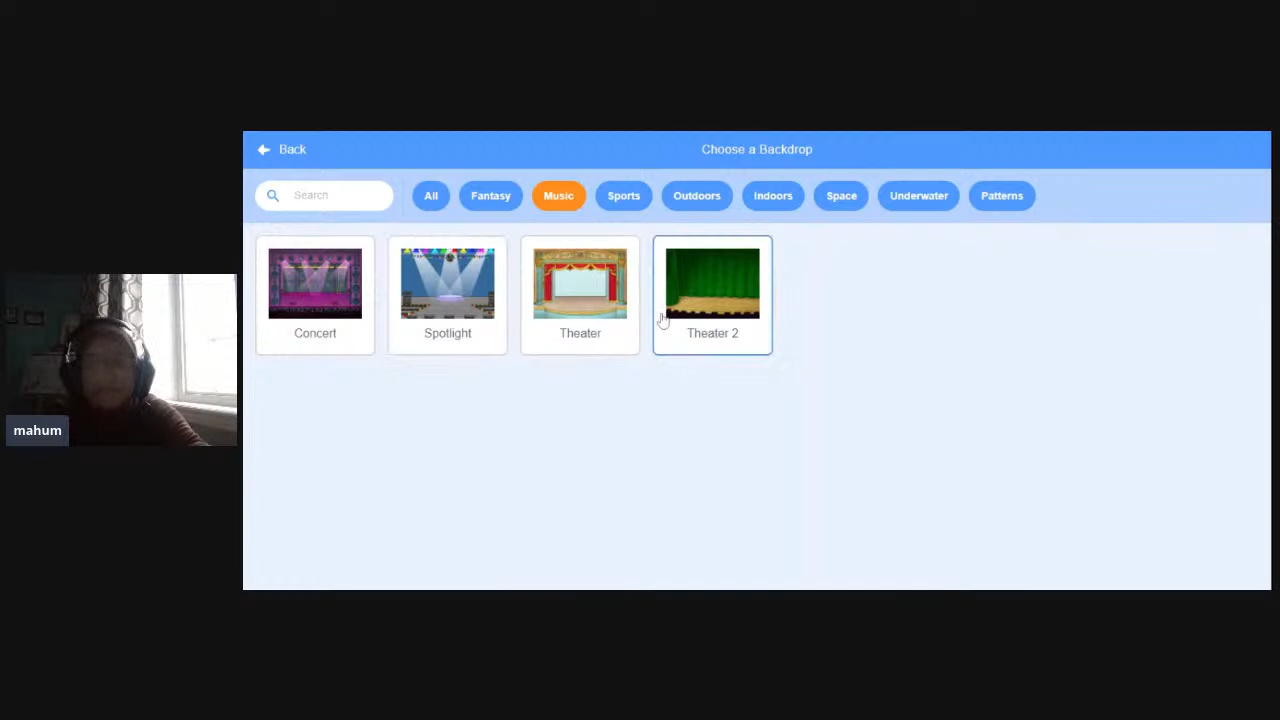 Back
Choose a Backdrop
Search
All
Fantasy
Music
Sports
Outdoors
Indoors
Space
Underwater
Patterns
Concert
Spotlight
Theater
Theater 2
mahum